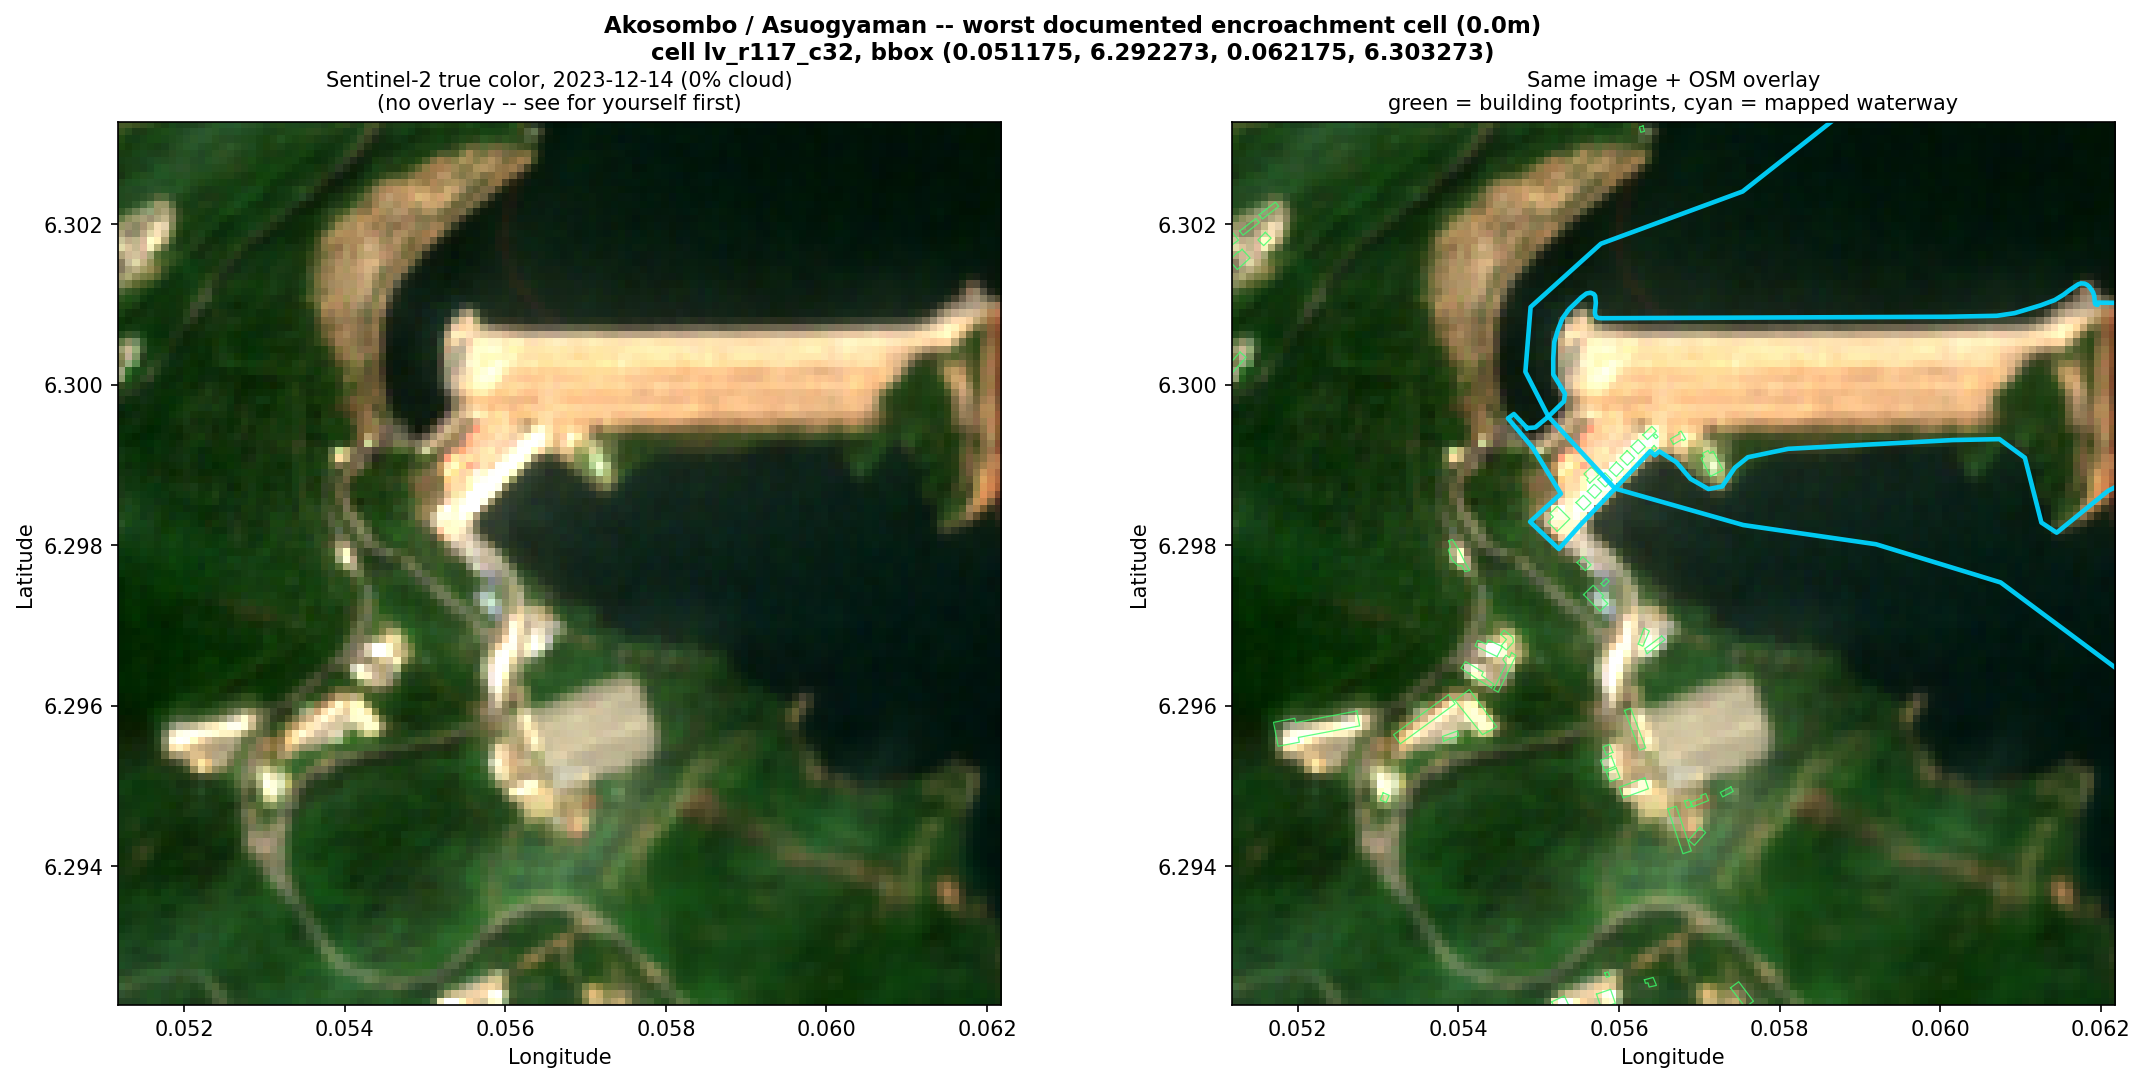 Akosombo / Asuogyaman -- worst documented encroachment cell (0.0m)
cell lv_r117_c32, bbox (0.051175, 6.292273, 0.062175, 6.303273)
Sentinel-2 true color, 2023-12-14 (0% cloud)
(no overlay -- see for yourself first)
Latitude
6.302
6.300
6.298
6.296
6.294
0.052
0.054
0.056
0.058
0.060
0.062
Longitude
Same image + OSM overlay
green = building footprints, cyan = mapped waterway
Latitude
6.302
6.300
6.298
6.296
6.294
0.052
0.054
0.056
0.058
0.060
0.062
Longitude